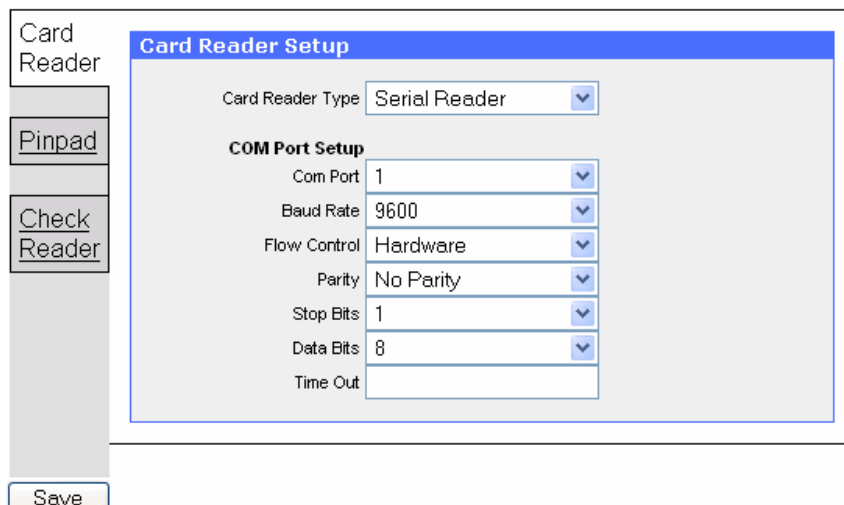 Card
Reader
Pinpad
Check
Reader
Save
Card Reader Setup
Card Reader Type Serial Reader
COM Port Setup
Com Port 1
Baud Rate 9600
Flow Control Hardware
Parity No Parity
Stop Bits 1
Data Bits 8
Time Out